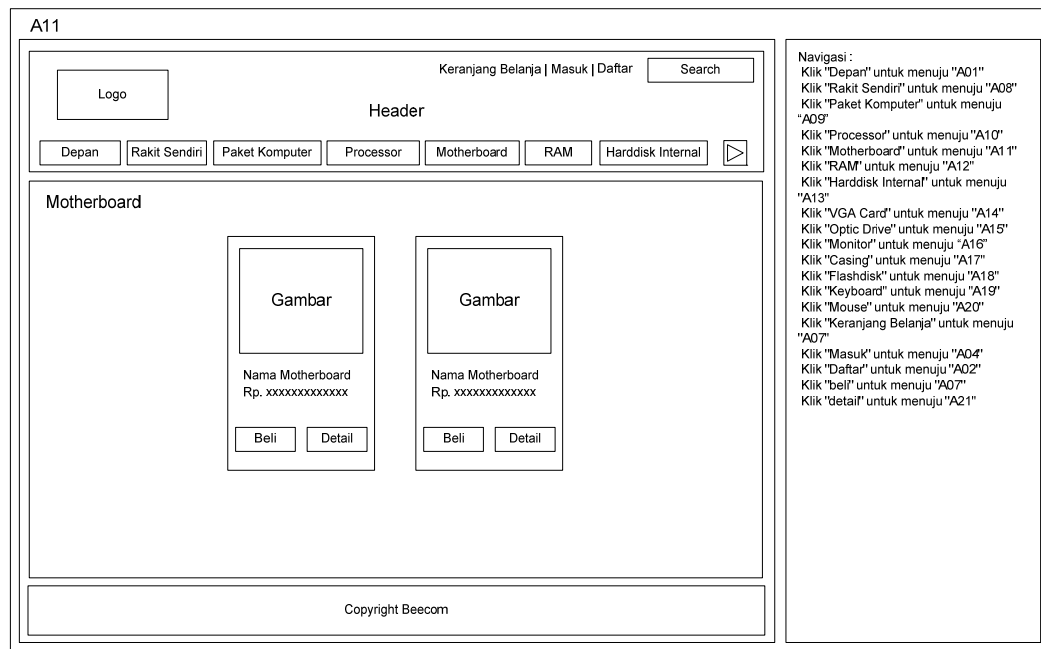 A11
Keranjang Belanja | Masuk | Daftar
Search
Logo
Header
Depan
Rakit Sendiri
Paket Komputer
Processor
Motherboard
RAM
Harddisk Internal
Motherboard
Gambar
Nama Motherboard
Rp. xxxxxxxxxxxxx
Beli
Detail
Gambar
Nama Motherboard
Rp. xxxxxxxxxxxxx
Beli
Detail
Copyright Beecom
Navigasi :
Klik "Depan" untuk menuju "A01"
Klik "Rakit Sendiri" untuk menuju "A08"
Klik "Paket Komputer" untuk menuju
“A09”
Klik "Processor" untuk menuju "A10"
Klik "Motherboard" untuk menuju "A11"
Klik "RAM" untuk menuju "A12"
Klik "Harddisk Internal" untuk menuju
"A13"
Klik "VGA Card" untuk menuju "A14"
Klik "Optic Drive" untuk menuju "A15"
Klik "Monitor" untuk menuju “A16”
Klik "Casing" untuk menuju "A17"
Klik "Flashdisk" untuk menuju "A18"
Klik "Keyboard" untuk menuju "A19"
Klik "Mouse" untuk menuju "A20"
Klik "Keranjang Belanja" untuk menuju
"A07"
Klik "Masuk" untuk menuju "A04"
Klik "Daftar" untuk menuju "A02"
Klik "beli" untuk menuju "A07"
Klik "detail" untuk menuju "A21"